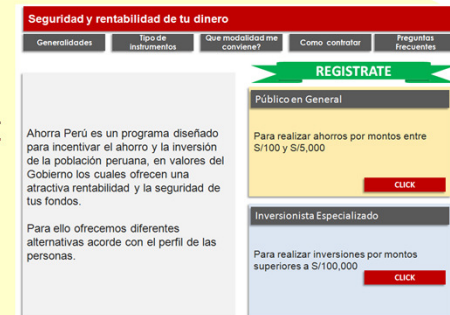 Seguridad y rentabilidad de tu dinero
Generalidades
Tipo de
instrumentos
Que modalidad me
conviene?
Como contratar
Preguntas
Frecuentes
REGISTRATE
Ahorra Perú es un programa diseñado
para incentivar el ahorro y la inversión
de la población peruana, en valores del
Gobierno los cuales ofrecen una
atractiva rentabilidad y la seguridad de
tus fondos.
Para ello ofrecemos diferentes
alternativas acorde con el perfil de las
personas.
Público en General
Para realizar ahorros por montos entre
S/100 y S/5,000
CLICK
Inversionista Especializado
Para realizar inversiones por montos
superiores a S/100,000
CLICK